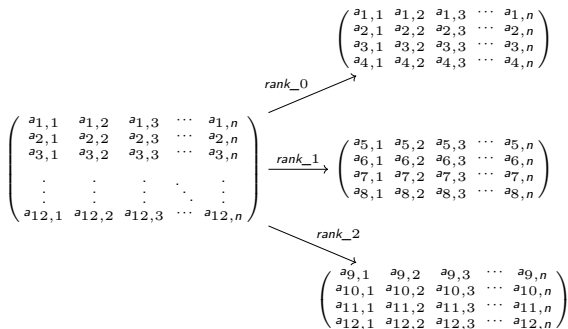 a1,1 a1,2 a1,3 ⋯ a1,n
a2,1 a2,2 a2,3 ⋯ a2,n
a3,1 a3,2 a3,3 ⋯ a3,n
a4,1 a4,2 a4,3 ⋯ a4,n
rank_0
a1,1 a1,2 a1,3 ⋯ a1,n
a2,1 a2,2 a2,3 ⋯ a2,n
a3,1 a3,2 a3,3 ⋯ a3,n
⋮ ⋮ ⋮ ⋱ ⋮
a12,1 a12,2 a12,3 ⋯ a12,n
rank_1
a5,1 a5,2 a5,3 ⋯ a5,n
a6,1 a6,2 a6,3 ⋯ a6,n
a7,1 a7,2 a7,3 ⋯ a7,n
a8,1 a8,2 a8,3 ⋯ a8,n
rank_2
a9,1 a9,2 a9,3 ⋯ a9,n
a10,1 a10,2 a10,3 ⋯ a10,n
a11,1 a11,2 a11,3 ⋯ a11,n
a12,1 a12,2 a12,3 ⋯ a12,n